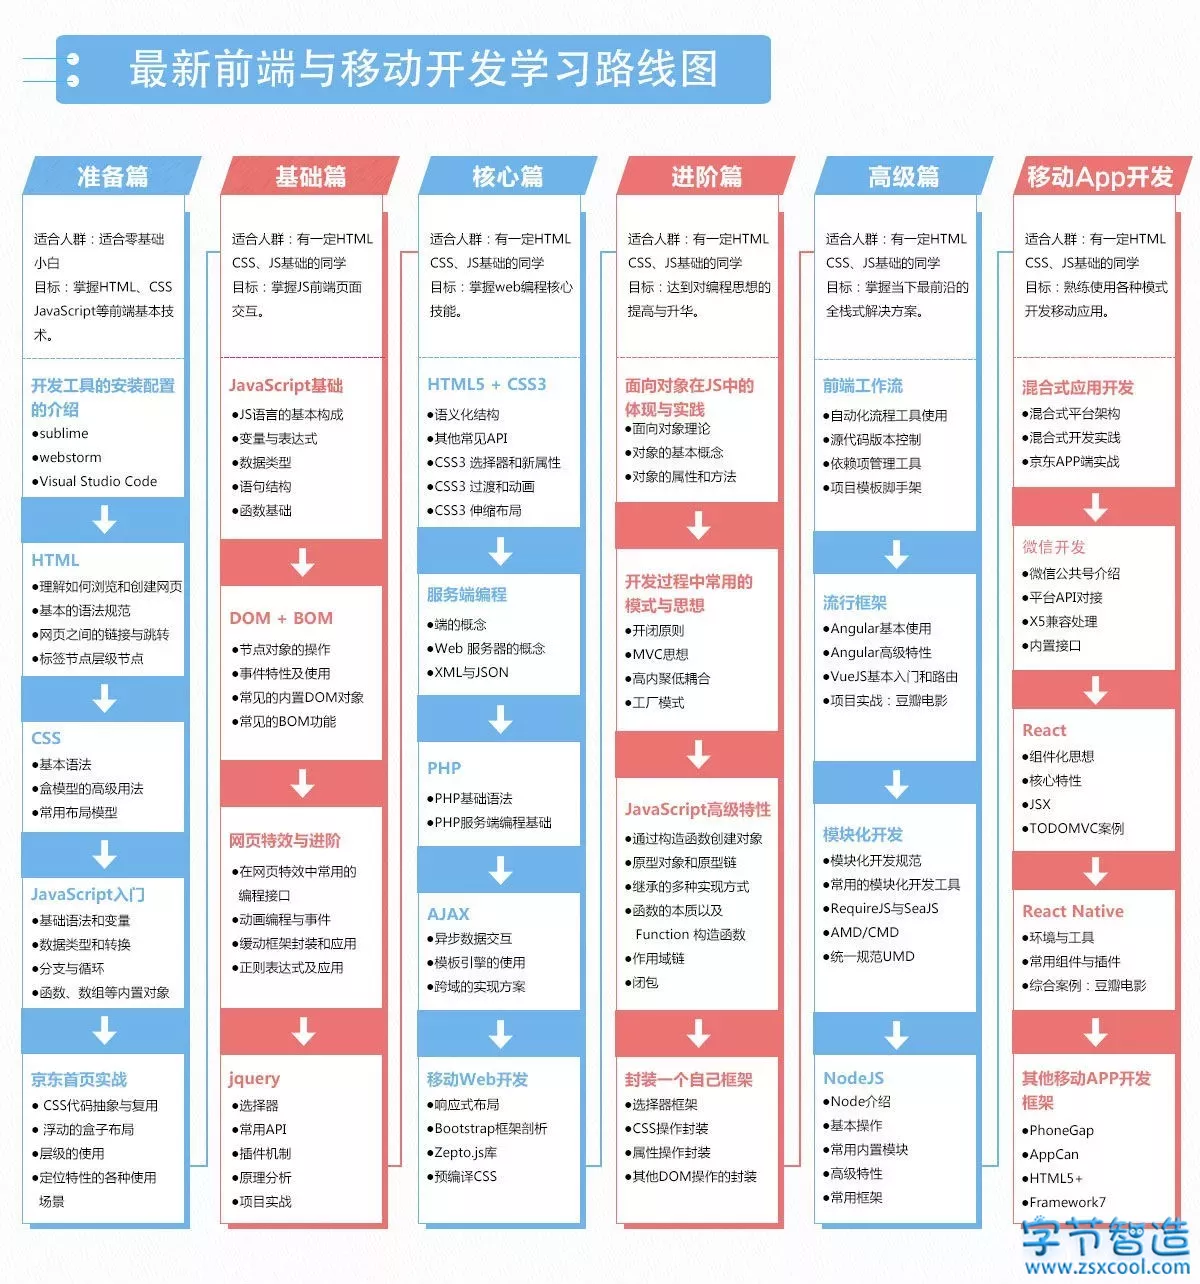 最新前端与移动开发学习路线图
准备篇
适合人群：适合零基础
小白
目标：掌握HTML、CSS
JavaScript等前端基本技
术。
开发工具的安装配置
的介绍
●sublime
●webstorm
●Visual Studio Code
HTML
●理解如何浏览和创建网页
●基本的语法规范
●网页之间的链接与跳转
●标签节点层级节点
CSS
●基本语法
●盒模型的高级用法
●常用布局模型
JavaScript入门
●基础语法和变量
●数据类型和转换
●分支与循环
●函数、数组等内置对象
京东首页实战
● CSS代码抽象与复用
● 浮动的盒子布局
●层级的使用
●定位特性的各种使用
场景
基础篇
适合人群：有一定HTML
CSS、JS基础的同学
目标：掌握JS前端页面
交互。
JavaScript基础
●JS语言的基本构成
●变量与表达式
●数据类型
●语句结构
●函数基础
DOM + BOM
●节点对象的操作
●事件特性及使用
●常见的内置DOM对象
●常见的BOM功能
网页特效与进阶
●在网页特效中常用的
编程接口
●动画编程与事件
●缓动框架封装和应用
●正则表达式及应用
jquery
●选择器
●常用API
●插件机制
●原理分析
●项目实战
核心篇
适合人群：有一定HTML
CSS、JS基础的同学
目标：掌握web编程核心
技能。
HTML5 + CSS3
●语义化结构
●其他常见API
●CSS3 选择器和新属性
●CSS3 过渡和动画
●CSS3 伸缩布局
服务端编程
●端的概念
●Web 服务器的概念
●XML与JSON
PHP
●PHP基础语法
●PHP服务端编程基础
AJAX
●异步数据交互
●模板引擎的使用
●跨域的实现方案
移动Web开发
●响应式布局
●Bootstrap框架剖析
●Zepto.js库
●预编译CSS
进阶篇
适合人群：有一定HTML
CSS、JS基础的同学
目标：达到对编程思想的
提高与升华。
面向对象在JS中的
体现与实践
●面向对象理论
●对象的基本概念
●对象的属性和方法
开发过程中常用的
模式与思想
●开闭原则
●MVC思想
●高内聚低耦合
●工厂模式
JavaScript高级特性
●通过构造函数创建对象
●原型对象和原型链
●继承的多种实现方式
●函数的本质以及
Function 构造函数
●作用域链
●闭包
封装一个自己框架
●选择器框架
●CSS操作封装
●属性操作封装
●其他DOM操作的封装
高级篇
适合人群：有一定HTML
CSS、JS基础的同学
目标：掌握当下最前沿的
全栈式解决方案。
前端工作流
●自动化流程工具使用
●源代码版本控制
●依赖项管理工具
●项目模板脚手架
流行框架
●Angular基本使用
●Angular高级特性
●VueJS基本入门和路由
●项目实战：豆瓣电影
模块化开发
●模块化开发规范
●常用的模块化开发工具
●RequireJS与SeaJS
●AMD/CMD
●统一规范UMD
NodeJS
●Node介绍
●基本操作
●常用内置模块
●高级特性
●常用框架
移动App开发
适合人群：有一定HTML
CSS、JS基础的同学
目标：熟练使用各种模式
开发移动应用。
混合式应用开发
●混合式平台架构
●混合式开发实践
●京东APP端实战
微信开发
●微信公共号介绍
●平台API对接
●X5兼容处理
●内置接口
React
●组件化思想
●核心特性
●JSX
●TODOMVC案例
React Native
●环境与工具
●常用组件与插件
●综合案例：豆瓣电影
其他移动APP开发
框架
●PhoneGap
●AppCan
●HTML5+
●Framework7
字节智造
www.zsxcool.com